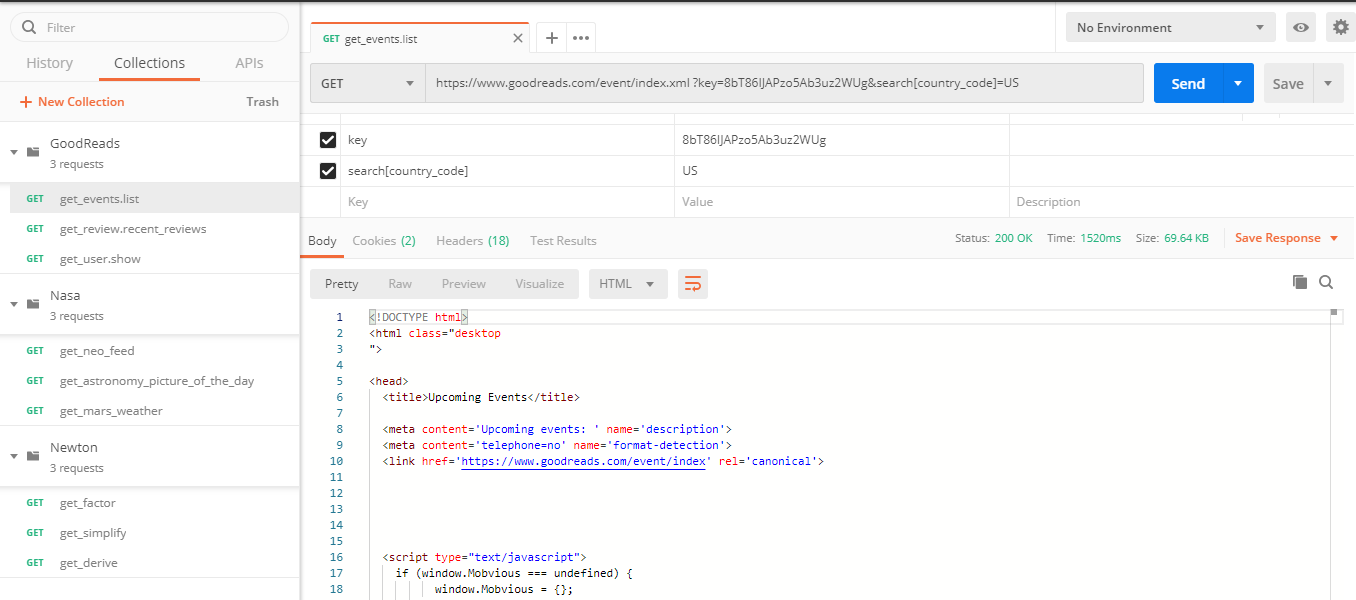 Filter
History Collections APIs
+ New Collection Trash
GoodReads
3 requests
GET get_events.list
GET get_review.recent_reviews
GET get_user.show
Nasa
3 requests
GET get_neo_feed
GET get_astronomy_picture_of_the_day
GET get_mars_weather
Newton
3 requests
GET get_factor
GET get_simplify
GET get_derive
GET get_events.list
No Environment
GET https://www.goodreads.com/event/index.xml ?key=8bT86lJAPzo5Ab3uz2WUg&search[country_code]=US Send Save
key 8bT86lJAPzo5Ab3uz2WUg
search[country_code] US
Key Value Description
Body Cookies (2) Headers (18) Test Results Status: 200 OK Time: 1520ms Size: 69.64 KB Save Response
Pretty Raw Preview Visualize HTML
1 <!DOCTYPE html>
2 <html class="desktop
3 ">
4
5 <head>
6 <title>Upcoming Events</title>
7
8 <meta content='Upcoming events: ' name='description'>
9 <meta content='telephone=no' name='format-detection'>
10 <link href='https://www.goodreads.com/event/index' rel='canonical'>
11
12
13
14
15
16 <script type="text/javascript">
17 if (window.Mobvious === undefined) {
18 window.Mobvious = {};